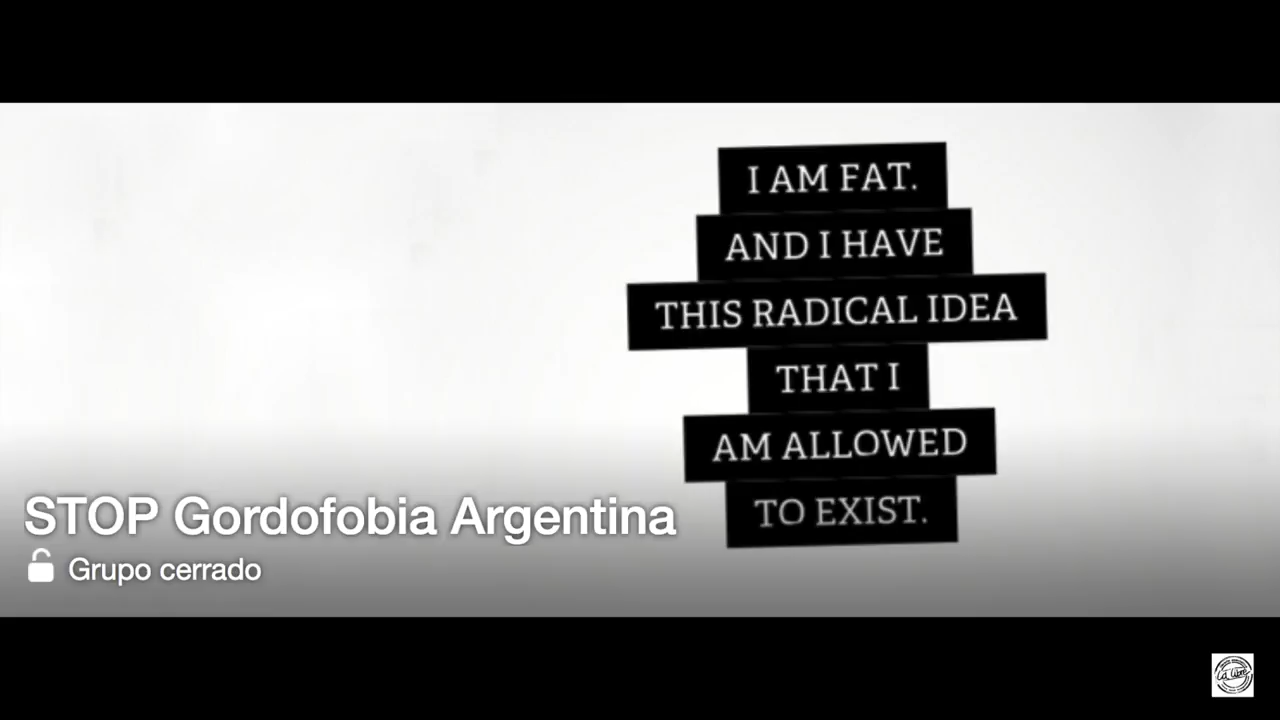 I AM FAT.
AND I HAVE
THIS RADICAL IDEA
THAT I
AM ALLOWED
TO EXIST.
STOP Gordofobia Argentina
Grupo cerrado